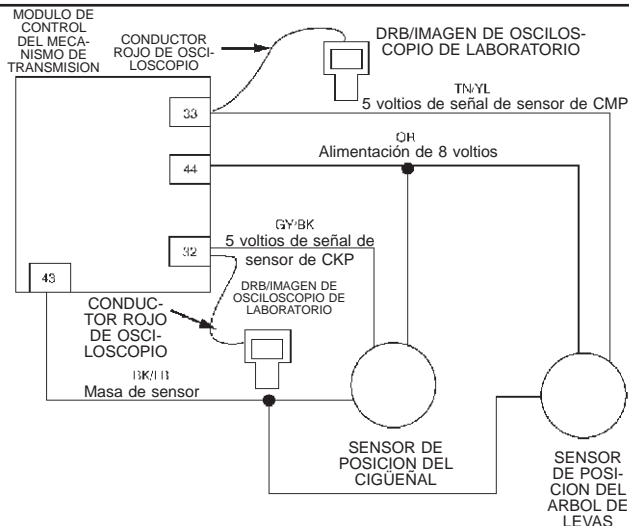 MODULO DE
CONTROL
DEL MECA-
NISMO DE
TRANSMISION
CONDUCTOR
ROJO DE OSCI-
LOSCOPIO
DRB/IMAGEN DE OSCILOS-
COPIO DE LABORATORIO
33
TN/YL
5 voltios de señal de sensor de CMP
44
OR
Alimentación de 8 voltios
32
GY/BK
5 voltios de señal de
sensor de CKP
43
CONDUC-
TOR ROJO
DE OSCI-
LOSCOPIO
DRB/IMAGEN DE
OSCILOSCOPIO DE
LABORATORIO
BK/LB
Masa de sensor
SENSOR DE
POSICION DEL
CIGÜEÑAL
SENSOR
DE POSI-
CION DEL
ARBOL DE
LEVAS